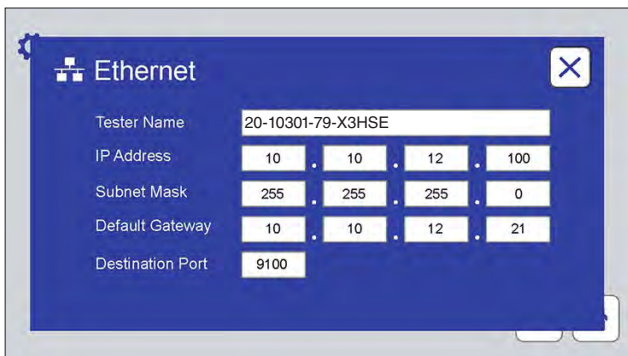 Ethernet
Tester Name 20-10301-79-X3HSE
IP Address 10 . 10 . 12 . 100
Subnet Mask 255 . 255 . 255 . 0
Default Gateway 10 . 10 . 12 . 21
Destination Port 9100